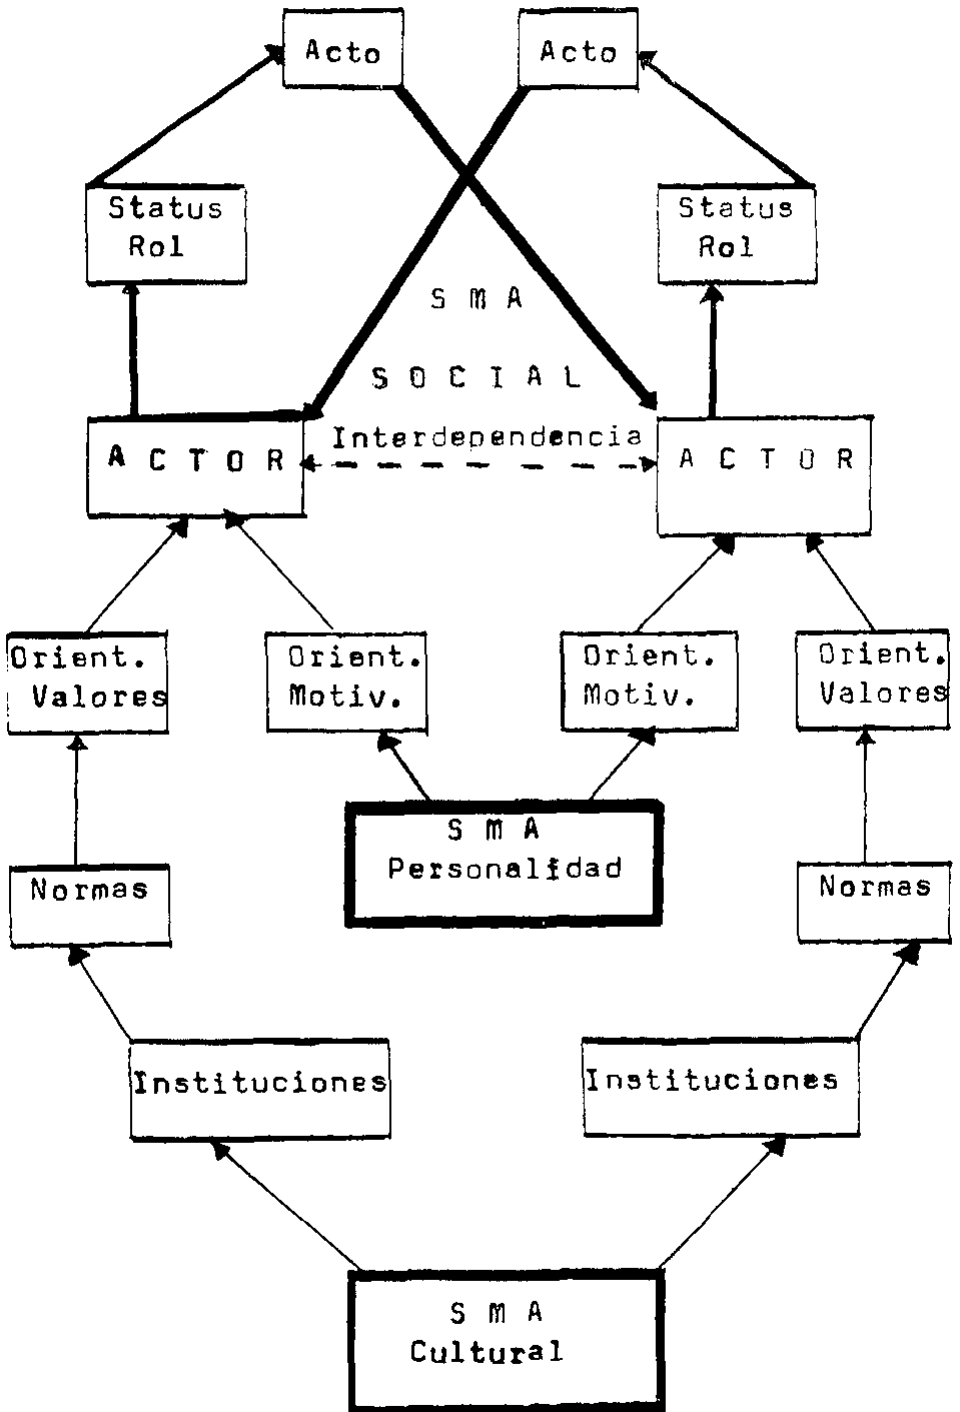 Acto
Acto
Status
Rol
Status
Rol
S M A
S O C I A L
Interdependencia
A C T O R
A C T O R
Orient.
Valores
Orient.
Motiv.
Orient.
Motiv.
Orient.
Valores
S M A
Personalidad
Normas
Normas
Instituciones
Instituciones
S M A
Cultural